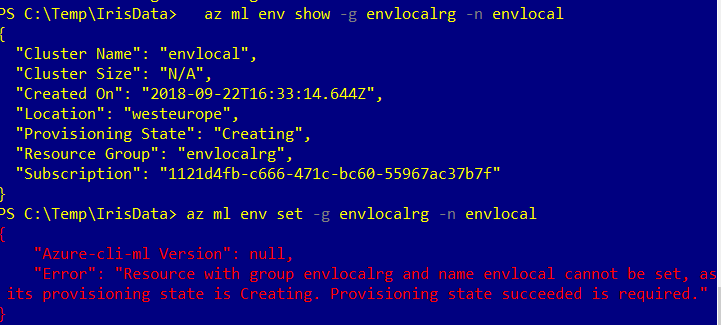 PS C:\Temp\IrisData>   az ml env show -g envlocalrg -n envlocal
{
  "Cluster Name": "envlocal",
  "Cluster Size": "N/A",
  "Created On": "2018-09-22T16:33:14.644Z",
  "Location": "westeurope",
  "Provisioning State": "Creating",
  "Resource Group": "envlocalrg",
  "Subscription": "1121d4fb-c666-471c-bc60-55967ac37b7f"
}
PS C:\Temp\IrisData> az ml env set -g envlocalrg -n envlocal
{
    "Azure-cli-ml Version": null,
    "Error": "Resource with group envlocalrg and name envlocal cannot be set, as
 its provisioning state is Creating. Provisioning state succeeded is required."
}